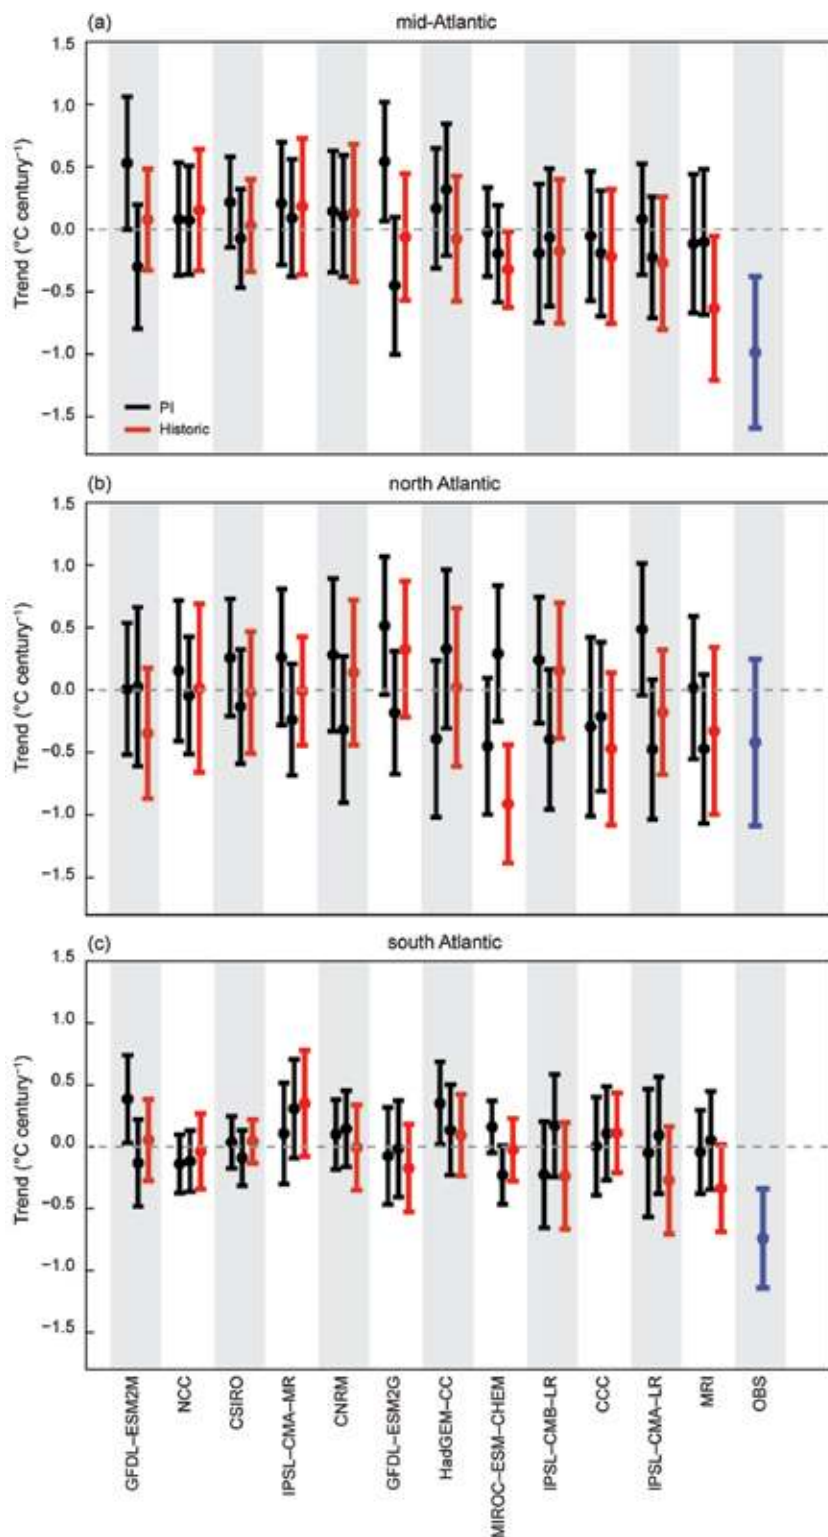 (a) mid-Atlantic
1.5
1.0
0.5
0.0
−0.5
−1.0
−1.5
Trend (°C century⁻¹)
PI
Historic
(b) north Atlantic
1.5
1.0
0.5
0.0
−0.5
−1.0
−1.5
Trend (°C century⁻¹)
(c) south Atlantic
1.5
1.0
0.5
0.0
−0.5
−1.0
−1.5
Trend (°C century⁻¹)
GFDL−ESM2M
NCC
CSIRO
IPSL−CMA−MR
CNRM
GFDL−ESM2G
HadGEM−CC
MIROC−ESM−CHEM
IPSL−CMB−LR
CCC
IPSL−CMA−LR
MRI
OBS